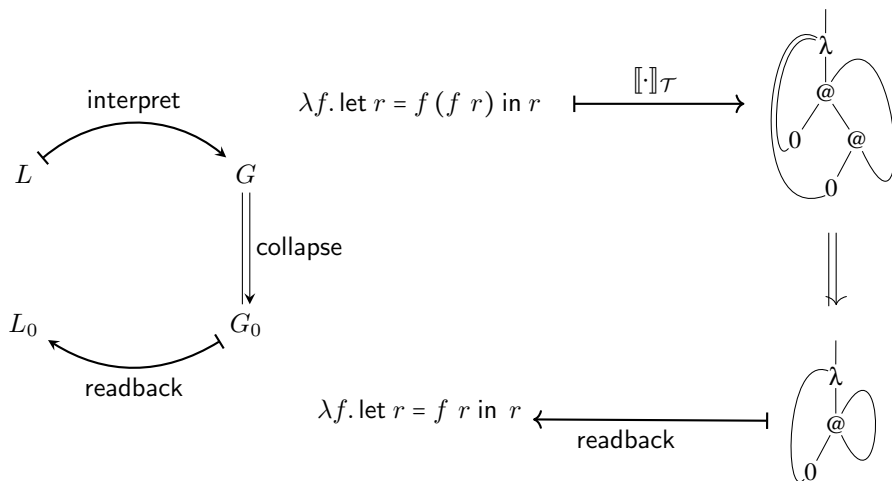 interpret
L
G
collapse
L₀
G₀
readback
λf. let r = f (f r) in r
⟦·⟧𝒯
λ
@
0
@
0
λf. let r = f r in r
readback
λ
@
0